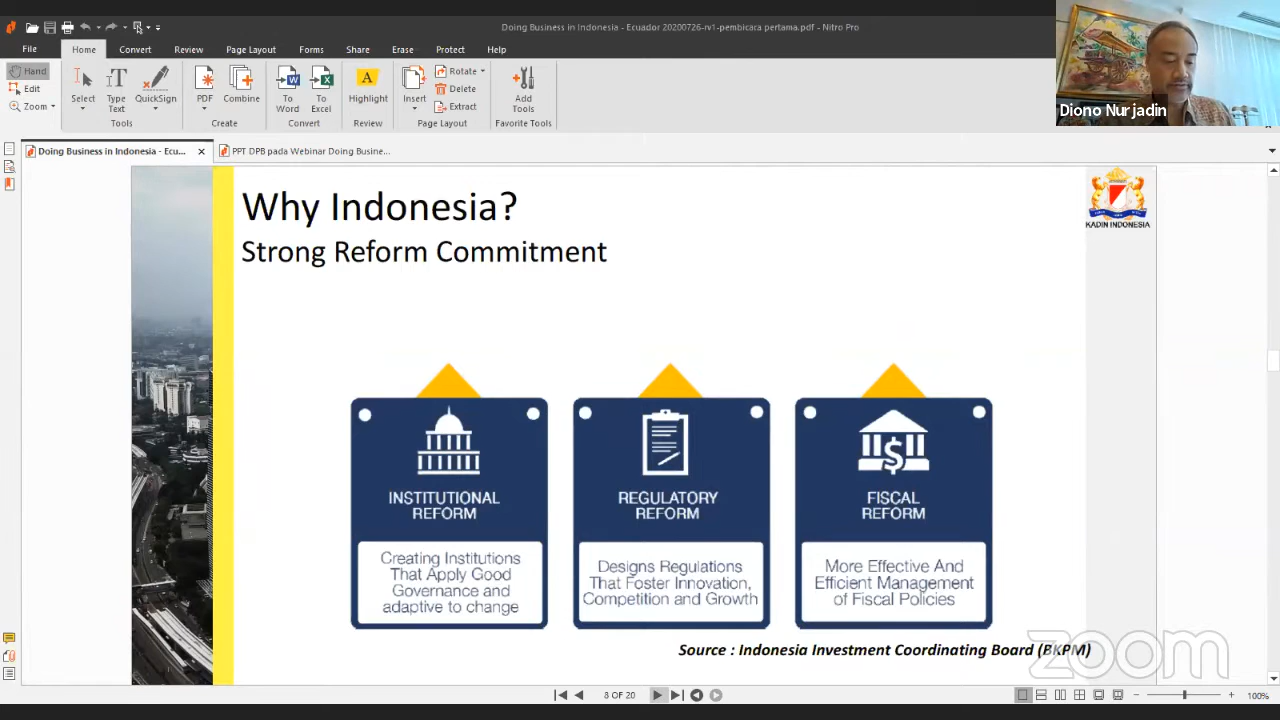 Doing Business in Indonesia - Ecuador 20200726-rv1-pembicara pertama.pdf - Nitro Pro
File Home Convert Review Page Layout Forms Share Erase Protect Help
Hand
Edit
Zoom
Select
Type Text
QuickSign
PDF
Combine
To Word
To Excel
Highlight
Insert
Rotate
Delete
Extract
Add Tools
Tools Create Convert Review Page Layout Favorite Tools
Diono Nurjadin
Doing Business in Indonesia - Ecu...
PPT DPB pada Webinar Doing Busine...
Why Indonesia?
Strong Reform Commitment
KADIN INDONESIA
INSTITUTIONAL
REFORM
Creating Institutions
That Apply Good
Governance and
adaptive to change
REGULATORY
REFORM
Designs Regulations
That Foster Innovation,
Competition and Growth
FISCAL
REFORM
More Effective And
Efficient Management
of Fiscal Policies
Source : Indonesia Investment Coordinating Board (BKPM)
zoom
8 OF 20
100%